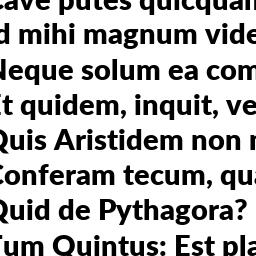 Cave putes quicquam
d mihi magnum vide
Neque solum ea com
Et quidem, inquit, ve
Quis Aristidem non m
Conferam tecum, qua
Quid de Pythagora?
Tum Quintus: Est pla